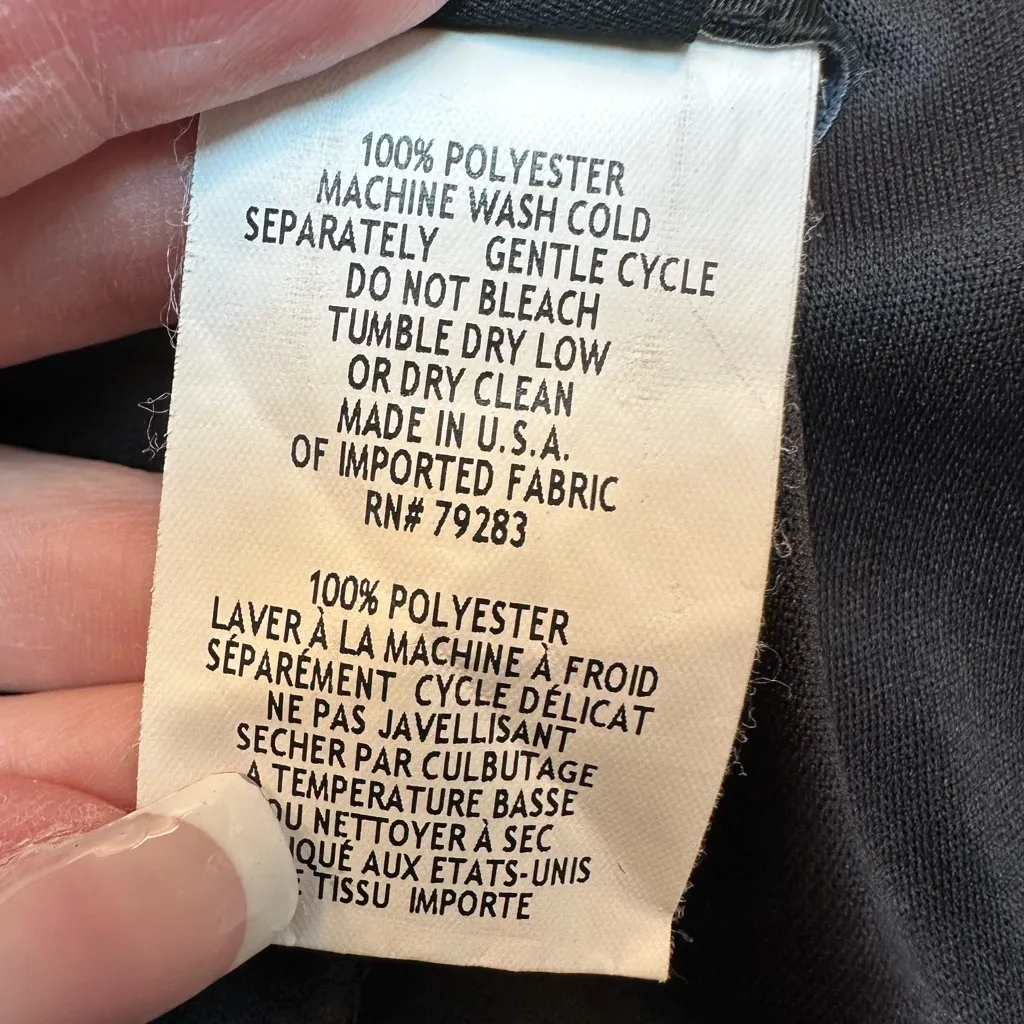 100% POLYESTER
MACHINE WASH COLD
SEPARATELY GENTLE CYCLE
DO NOT BLEACH
TUMBLE DRY LOW
OR DRY CLEAN
MADE IN U.S.A.
OF IMPORTED FABRIC
RN# 79283
100% POLYESTER
LAVER À LA MACHINE À FROID
SÉPARÉMENT CYCLE DÉLICAT
NE PAS JAVELLISANT
SECHER PAR CULBUTAGE
A TEMPERATURE BASSE
OU NETTOYER À SEC
AUX ETATS-UNIS
TISSU IMPORTE